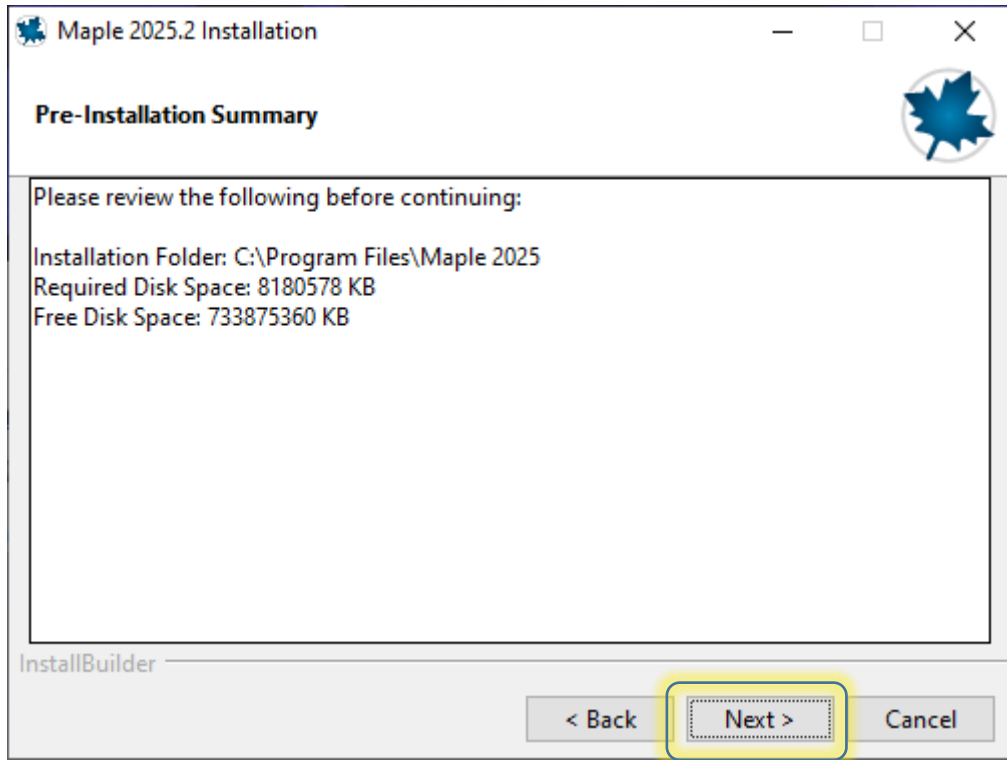 Maple 2025.2 Installation
Pre-Installation Summary
Please review the following before continuing:
Installation Folder: C:\Program Files\Maple 2025
Required Disk Space: 8180578 KB
Free Disk Space: 733875360 KB
InstallBuilder
< Back Next > Cancel